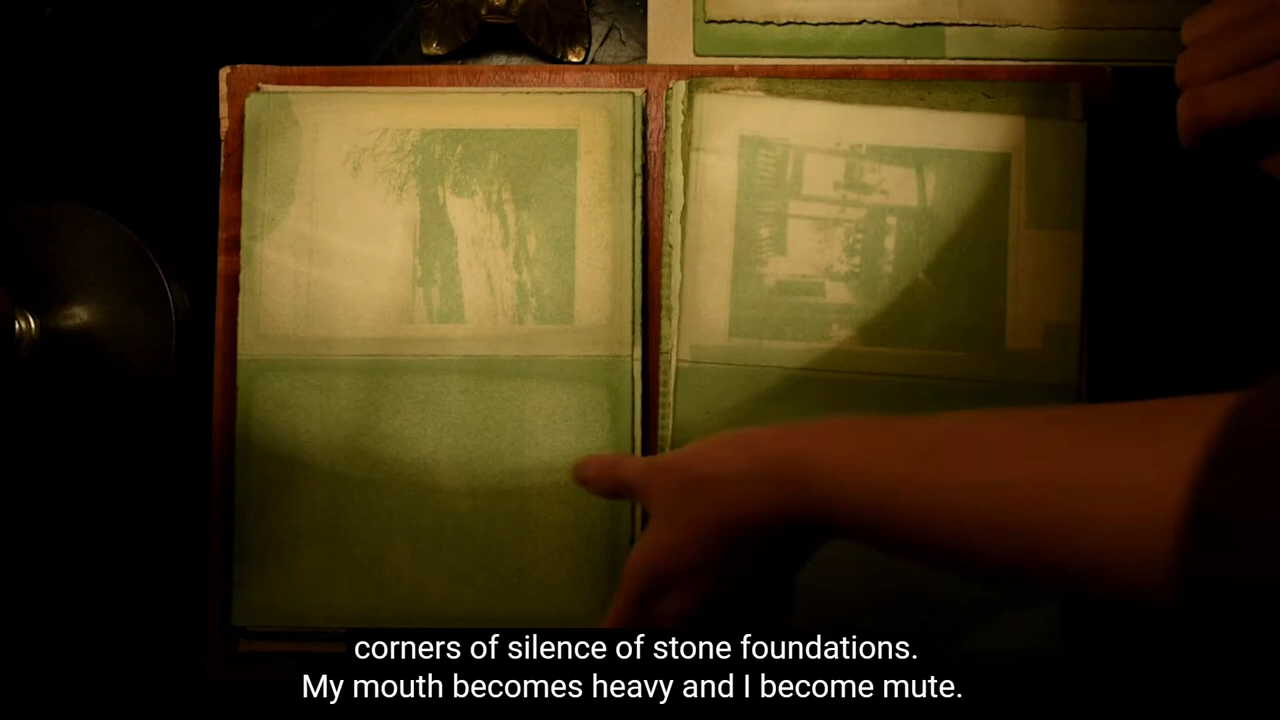 corners of silence of stone foundations.
My mouth becomes heavy and I become mute.